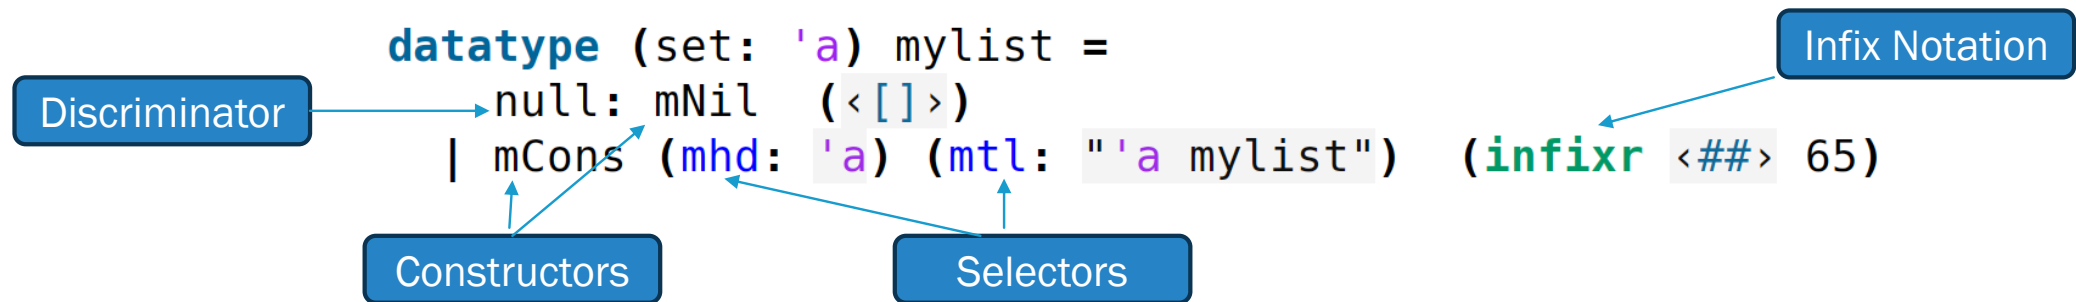 datatype (set: 'a) mylist =
Infix Notation
Discriminator
null: mNil (‹[]›)
| mCons (mhd: 'a) (mtl: "'a mylist") (infixr ‹##› 65)
Constructors
Selectors